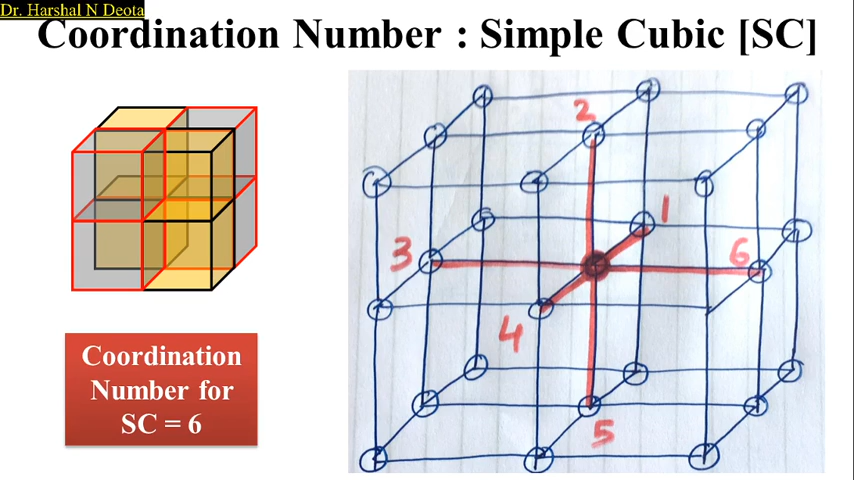 Dr. Harshal N Deota
Coordination Number : Simple Cubic [SC]
2
1
3
6
4
5
Coordination
Number for
SC = 6